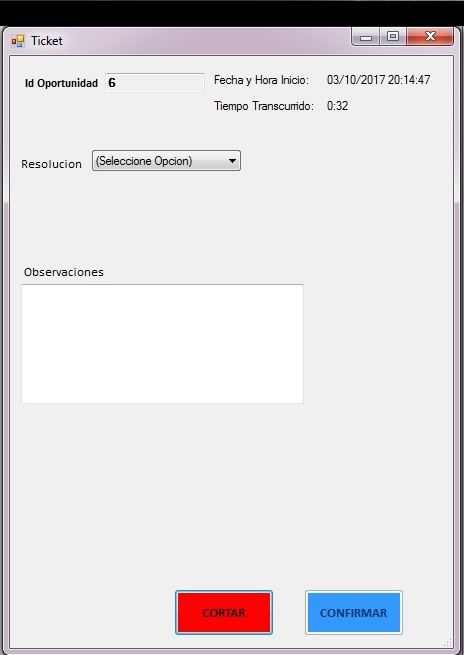 Ticket
Id Oportunidad 6 Fecha y Hora Inicio: 03/10/2017 20:14:47
Tiempo Transcurrido: 0:32
Resolucion (Seleccione Opcion)
Observaciones
CORTAR CONFIRMAR